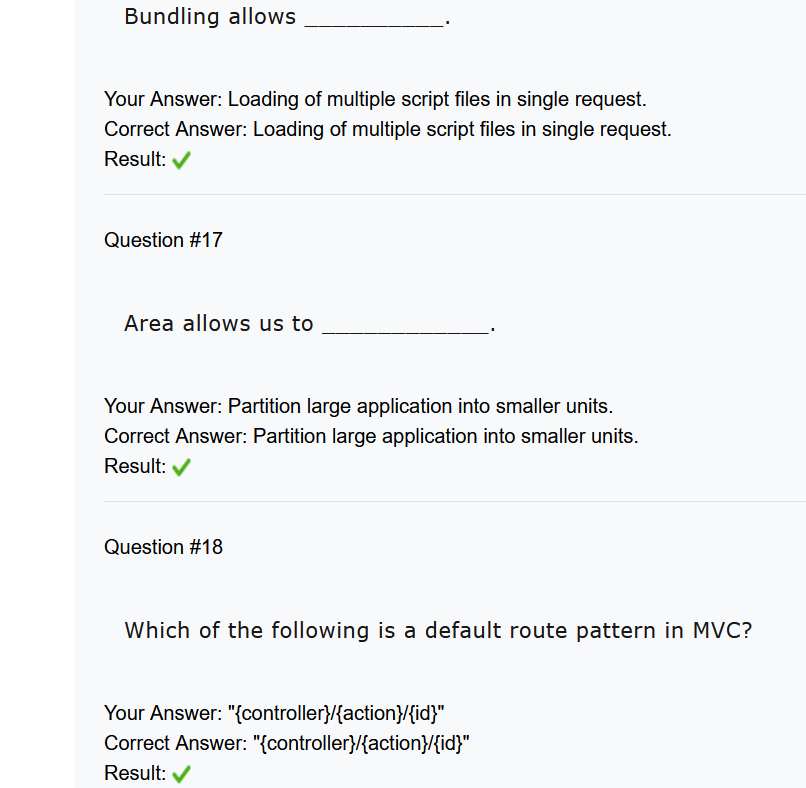 Bundling allows __________.
Your Answer: Loading of multiple script files in single request.
Correct Answer: Loading of multiple script files in single request.
Result:
Question #17
Area allows us to ____________.
Your Answer: Partition large application into smaller units.
Correct Answer: Partition large application into smaller units.
Result:
Question #18
Which of the following is a default route pattern in MVC?
Your Answer: "{controller}/{action}/{id}"
Correct Answer: "{controller}/{action}/{id}"
Result: